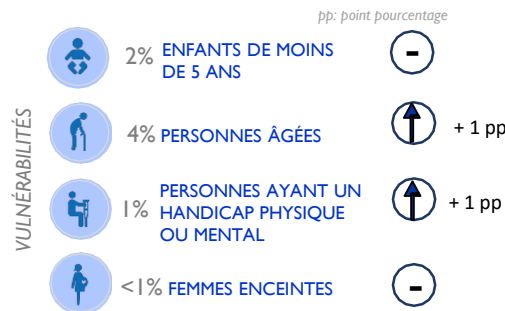 pp: point pourcentage
VULNÉRABILITÉS
2% ENFANTS DE MOINS
DE 5 ANS
-
4% PERSONNES ÂGÉES
+ 1 pp
1% PERSONNES AYANT UN
HANDICAP PHYSIQUE
OU MENTAL
+ 1 pp
<1% FEMMES ENCEINTES
-